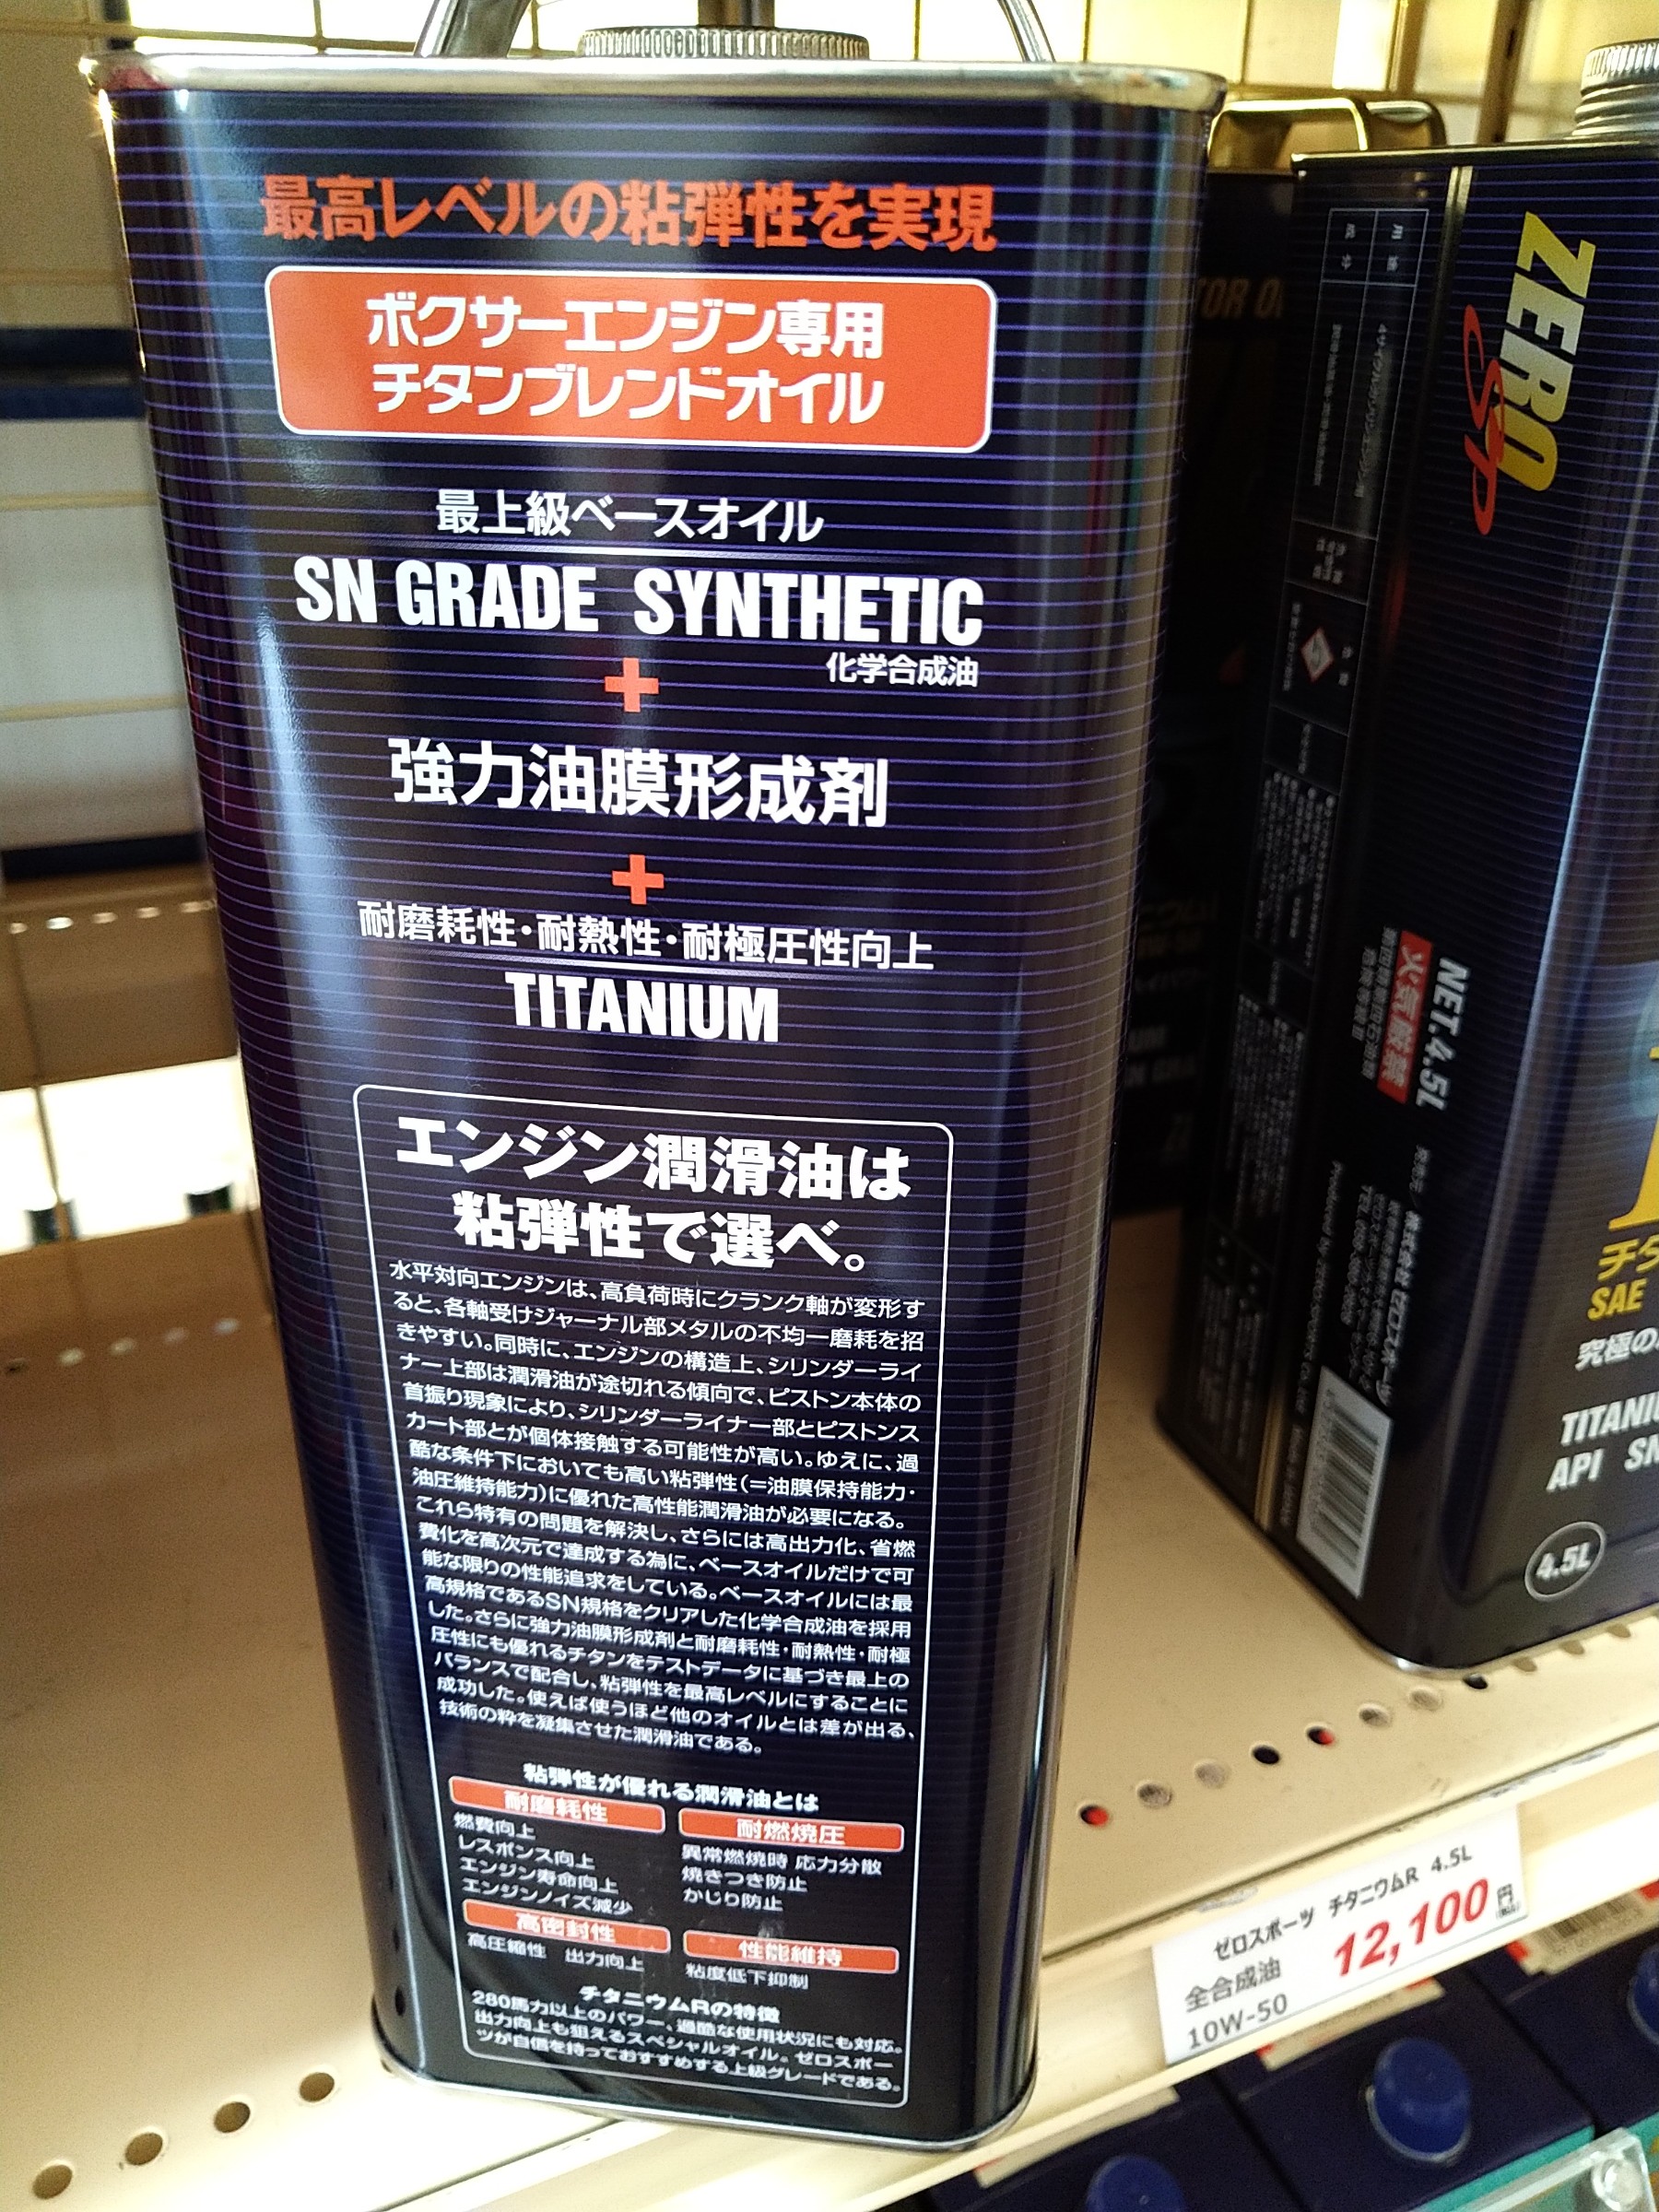 最高レベルの粘弾性を実現
ボクサーエンジン専用
チタンブレンドオイル
最上級ベースオイル
SN GRADE SYNTHETIC
化学合成油
+
強力油膜形成剤
+
耐磨耗性・耐熱性・耐極圧性向上
TITANIUM
エンジン潤滑油は
粘弾性で選べ。
水平対向エンジンは、高負荷時にクランク軸が変形す
ると、各軸受けジャーナル部メタルの不均一磨耗を招
きやすい。同時に、エンジンの構造上、シリンダーライ
ナー上部は潤滑油が途切れる傾向で、ピストン本体の
首振り現象により、シリンダーライナー部とピストンス
カート部とが個体接触する可能性が高い。ゆえに、過
酷な条件下においても高い粘弾性(=油膜保持能力・
油圧維持能力)に優れた高性能潤滑油が必要になる。
これら特有の問題を解決し、さらには高出力化、省燃
費化を高次元で達成する為に、ベースオイルだけで可
能な限りの性能追求をしている。ベースオイルには最
高規格であるSN規格をクリアした化学合成油を採用
した。さらに強力油膜形成剤と耐磨耗性・耐熱性・耐極
圧性にも優れるチタンをテストデータに基づき最上の
バランスで配合し、粘弾性を最高レベルにすることに
成功した。使えば使うほど他のオイルとは差が出る、
技術の粋を凝集させた潤滑油である。
粘弾性が優れる潤滑油とは
耐磨耗性
燃費向上
レスポンス向上
エンジン寿命向上
エンジンノイズ減少
耐燃焼圧
異常燃焼時 応力分散
焼きつき防止
かじり防止
高密封性
高圧縮性 出力向上
性能維持
粘度低下抑制
チタニウムRの特徴
280馬力以上のパワー、過酷な使用状況にも対応。
出力向上も狙えるスペシャルオイル。ゼロスポー
ツが自信を持っておすすめする上級グレードである。
ZERO
SP
火気厳禁
NET.4.5L
株式会社ゼロスポーツ
SAE
究極の
API SN
4.5L
ゼロスポーツ チタニウムR 4.5L
全合成油
10W-50
12,100円